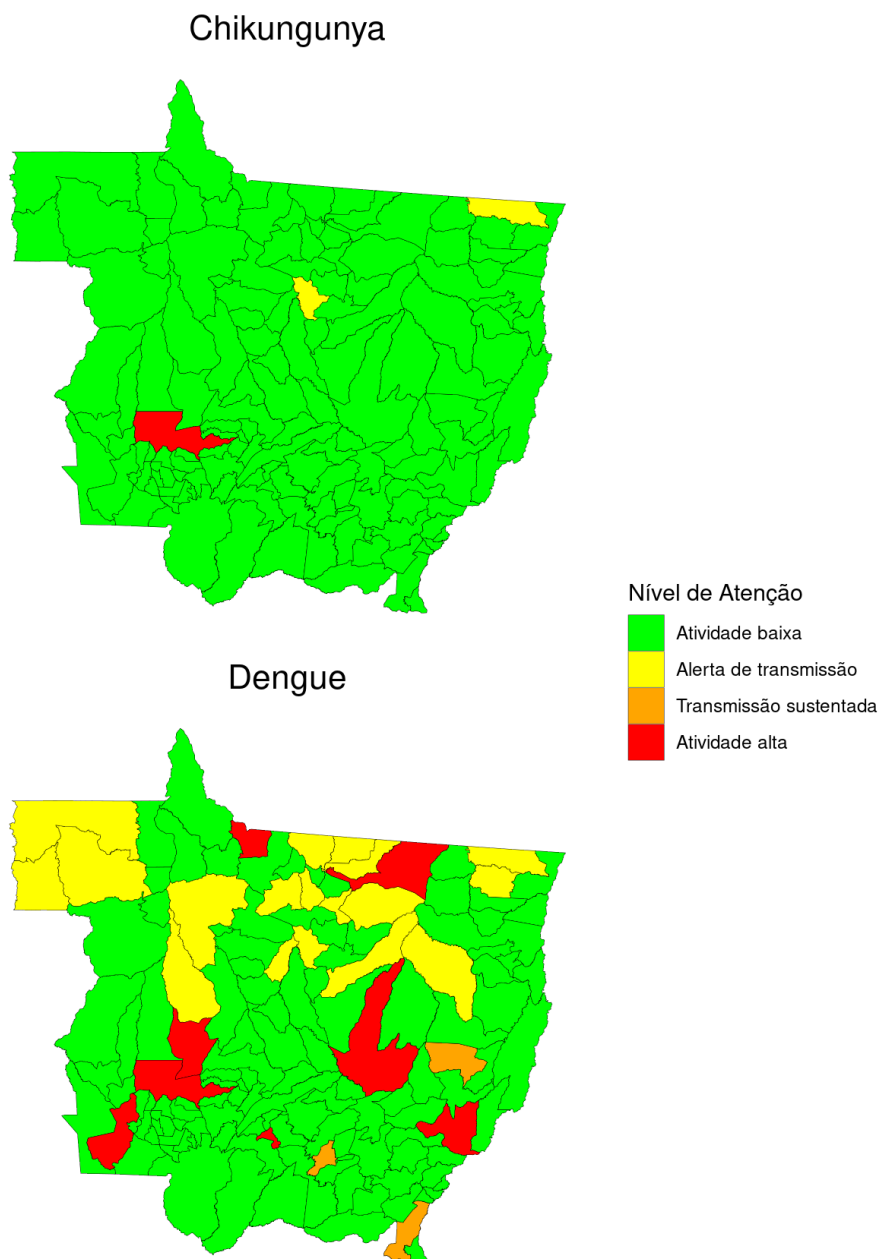 Chikungunya
Nível de Atenção
Atividade baixa
Alerta de transmissão
Transmissão sustentada
Atividade alta
Dengue